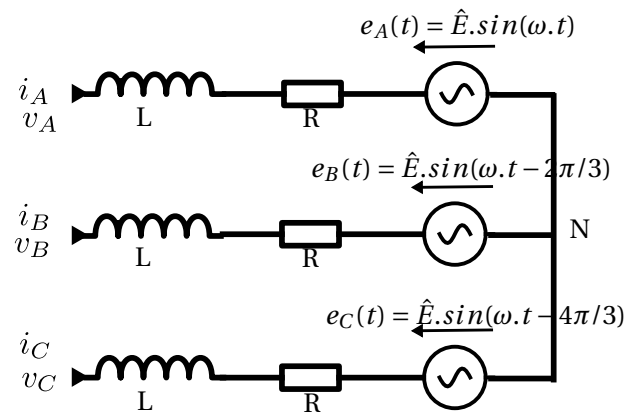 e_A(t) = Ê.sin(ω.t)
i_A
v_A
L
R
e_B(t) = Ê.sin(ω.t − 2π/3)
i_B
v_B
L
R
N
e_C(t) = Ê.sin(ω.t − 4π/3)
i_C
v_C
L
R